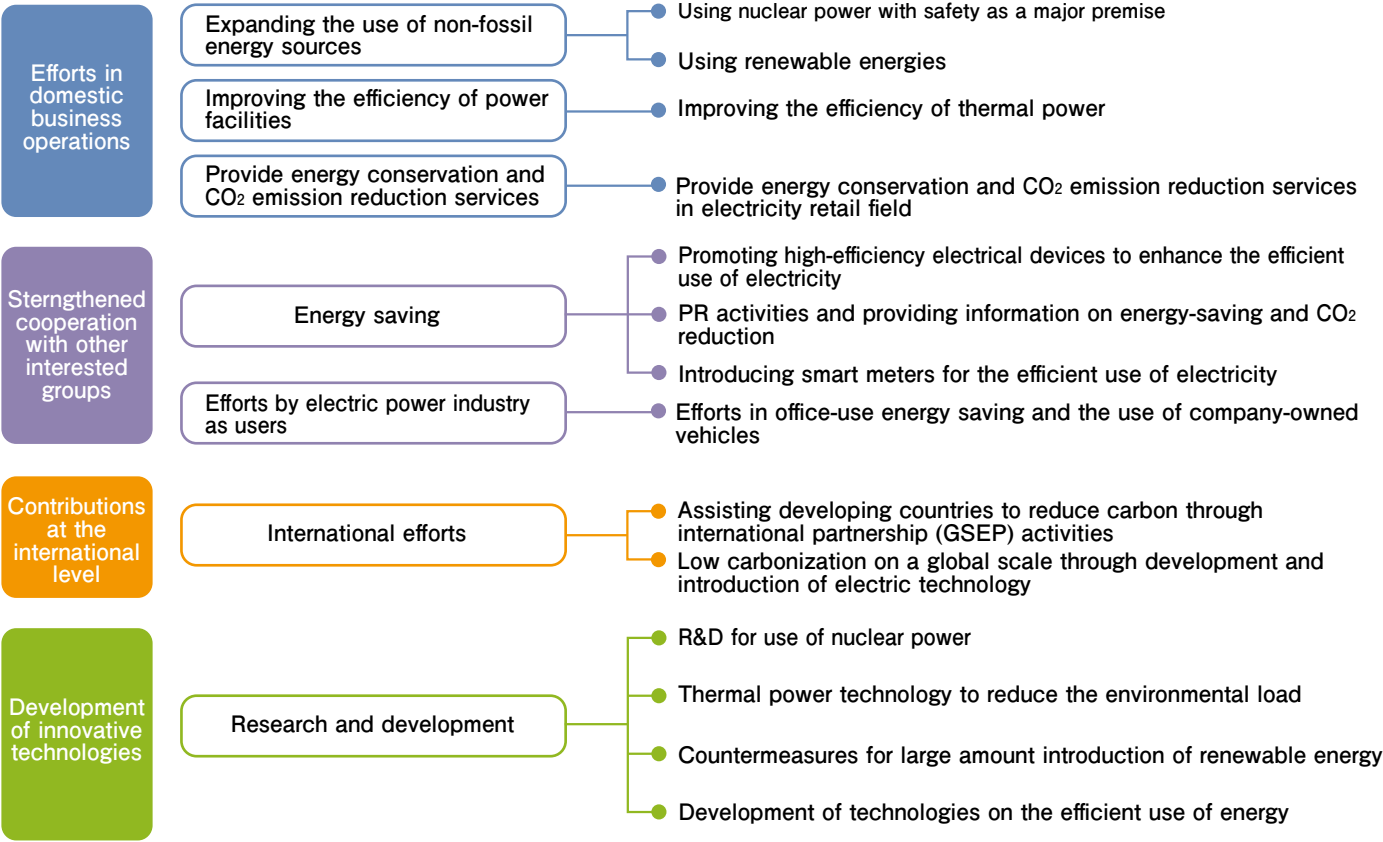 Efforts in
domestic
business
operations
Expanding the use of non-fossil
energy sources
Using nuclear power with safety as a major premise
Using renewable energies
Improving the efficiency of power
facilities
Improving the efficiency of thermal power
Provide energy conservation and
CO2 emission reduction services
Provide energy conservation and CO2 emission reduction services
in electricity retail field
Sterngthened
cooperation
with other
interested
groups
Energy saving
Promoting high-efficiency electrical devices to enhance the efficient
use of electricity
PR activities and providing information on energy-saving and CO2
reduction
Introducing smart meters for the efficient use of electricity
Efforts by electric power industry
as users
Efforts in office-use energy saving and the use of company-owned
vehicles
Contributions
at the
international
level
International efforts
Assisting developing countries to reduce carbon through
international partnership (GSEP) activities
Low carbonization on a global scale through development and
introduction of electric technology
Development
of innovative
technologies
Research and development
R&D for use of nuclear power
Thermal power technology to reduce the environmental load
Countermeasures for large amount introduction of renewable energy
Development of technologies on the efficient use of energy